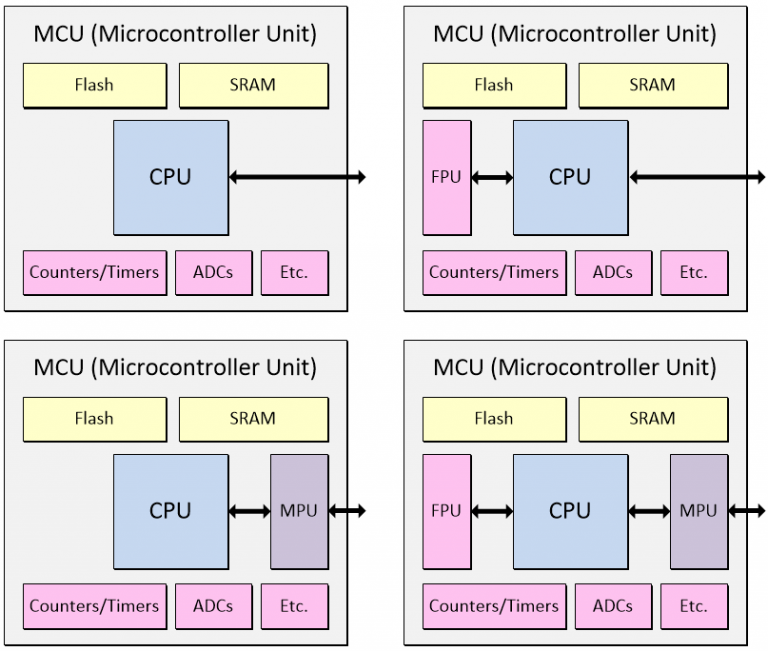 MCU (Microcontroller Unit)
Flash
SRAM
CPU
Counters/Timers
ADCs
Etc.
MCU (Microcontroller Unit)
Flash
SRAM
FPU
CPU
Counters/Timers
ADCs
Etc.
MCU (Microcontroller Unit)
Flash
SRAM
CPU
MPU
Counters/Timers
ADCs
Etc.
MCU (Microcontroller Unit)
Flash
SRAM
FPU
CPU
MPU
Counters/Timers
ADCs
Etc.